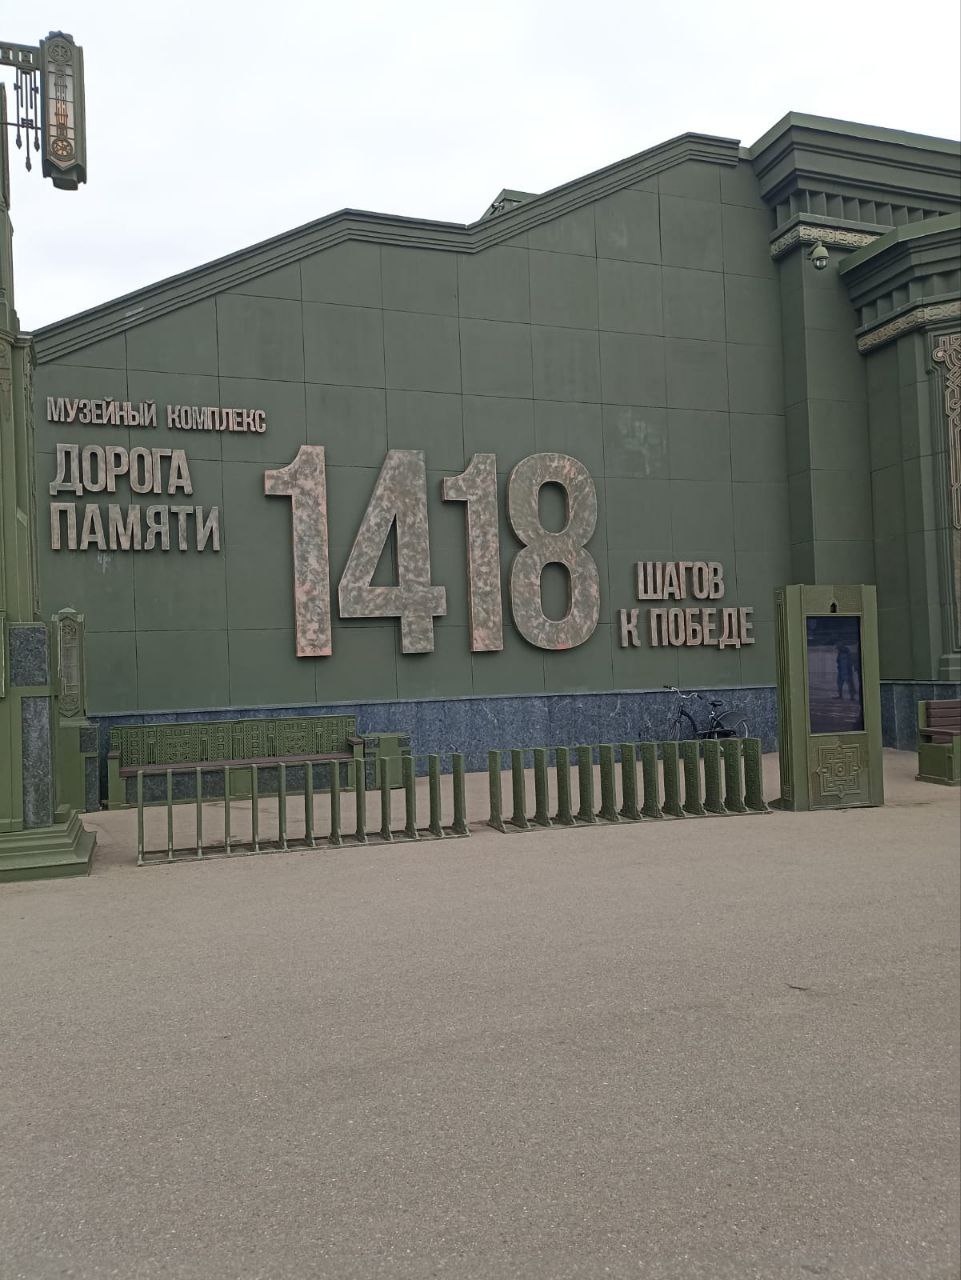 МУЗЕЙНЫЙ КОМПЛЕКС
ДОРОГА
ПАМЯТИ
1418
ШАГОВ
К ПОБЕДЕ